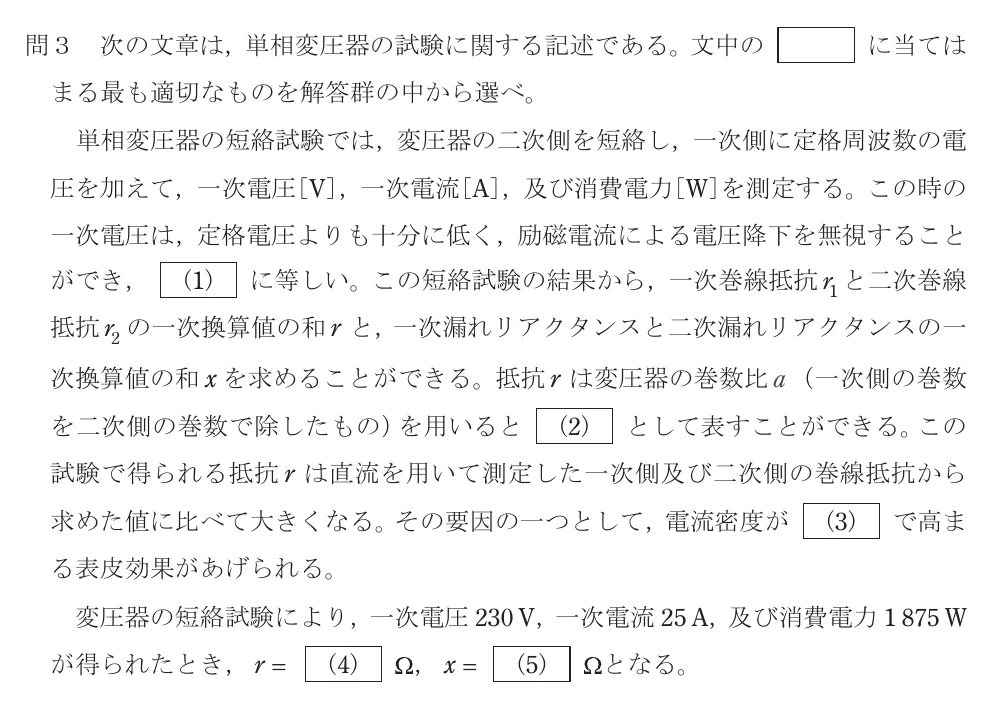 問３　次の文章は，単相変圧器の試験に関する記述である。文中の　　　に当ては
まる最も適切なものを解答群の中から選べ。
単相変圧器の短絡試験では，変圧器の二次側を短絡し，一次側に定格周波数の電
圧を加えて，一次電圧[V]，一次電流[A]，及び消費電力[W]を測定する。この時の
一次電圧は，定格電圧よりも十分に低く，励磁電流による電圧降下を無視すること
ができ， (1) に等しい。この短絡試験の結果から，一次巻線抵抗r₁と二次巻線
抵抗r₂の一次換算値の和rと，一次漏れリアクタンスと二次漏れリアクタンスの一
次換算値の和xを求めることができる。抵抗rは変圧器の巻数比a（一次側の巻数
を二次側の巻数で除したもの）を用いると (2) として表すことができる。この
試験で得られる抵抗rは直流を用いて測定した一次側及び二次側の巻線抵抗から
求めた値に比べて大きくなる。その要因の一つとして，電流密度が (3) で高ま
る表皮効果があげられる。
変圧器の短絡試験により，一次電圧 230 V，一次電流 25 A，及び消費電力 1 875 W
が得られたとき， r = (4) Ω， x = (5) Ωとなる。